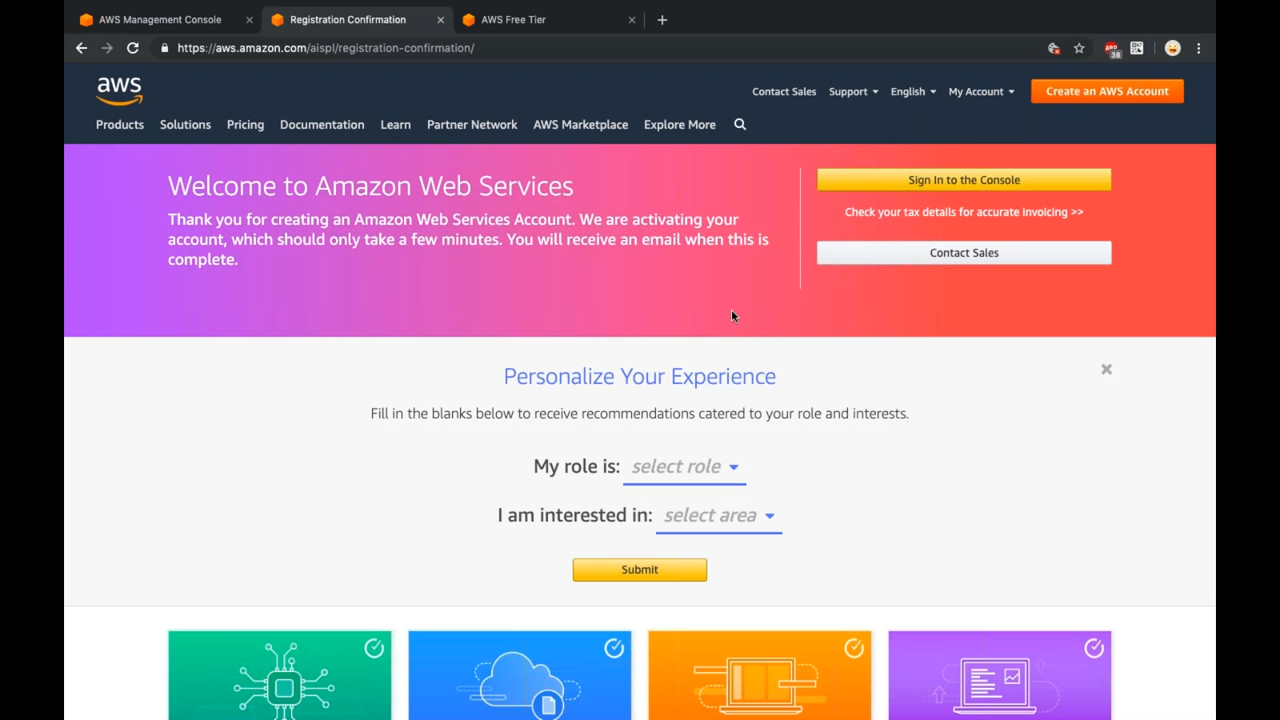 AWS Management Console
Registration Confirmation
AWS Free Tier
https://aws.amazon.com/aispl/registration-confirmation/
ABP
38
aws
Contact Sales
Support
English
My Account
Create an AWS Account
Products
Solutions
Pricing
Documentation
Learn
Partner Network
AWS Marketplace
Explore More
Welcome to Amazon Web Services
Thank you for creating an Amazon Web Services Account. We are activating your
account, which should only take a few minutes. You will receive an email when this is
complete.
Sign In to the Console
Check your tax details for accurate invoicing >>
Contact Sales
Personalize Your Experience
Fill in the blanks below to receive recommendations catered to your role and interests.
My role is: select role
I am interested in: select area
Submit